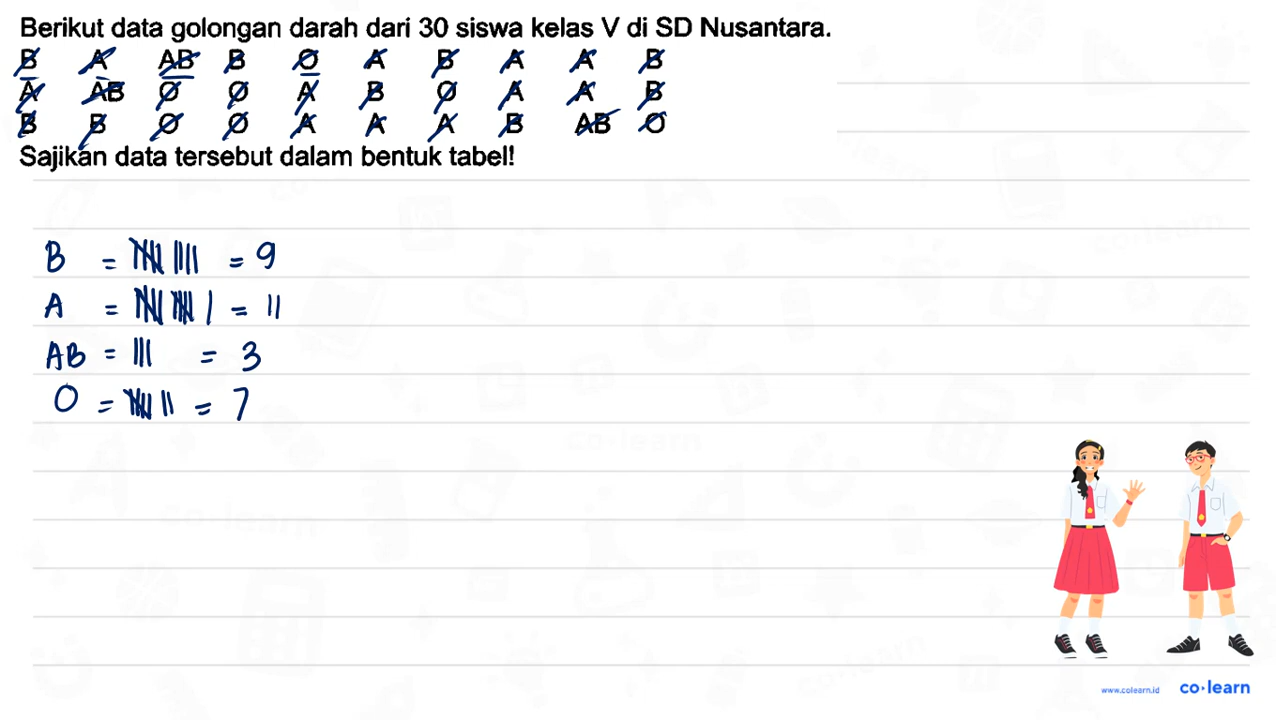 Berikut data golongan darah dari 30 siswa kelas V di SD Nusantara.
B A AB B O A B A A B
A AB O O A B O A A B
B B O O A A A B AB O
Sajikan data tersebut dalam bentuk tabel!
B = |||| |||| = 9
A = |||| |||| | = 11
AB = ||| = 3
O = |||| || = 7
www.colearn.id co·learn